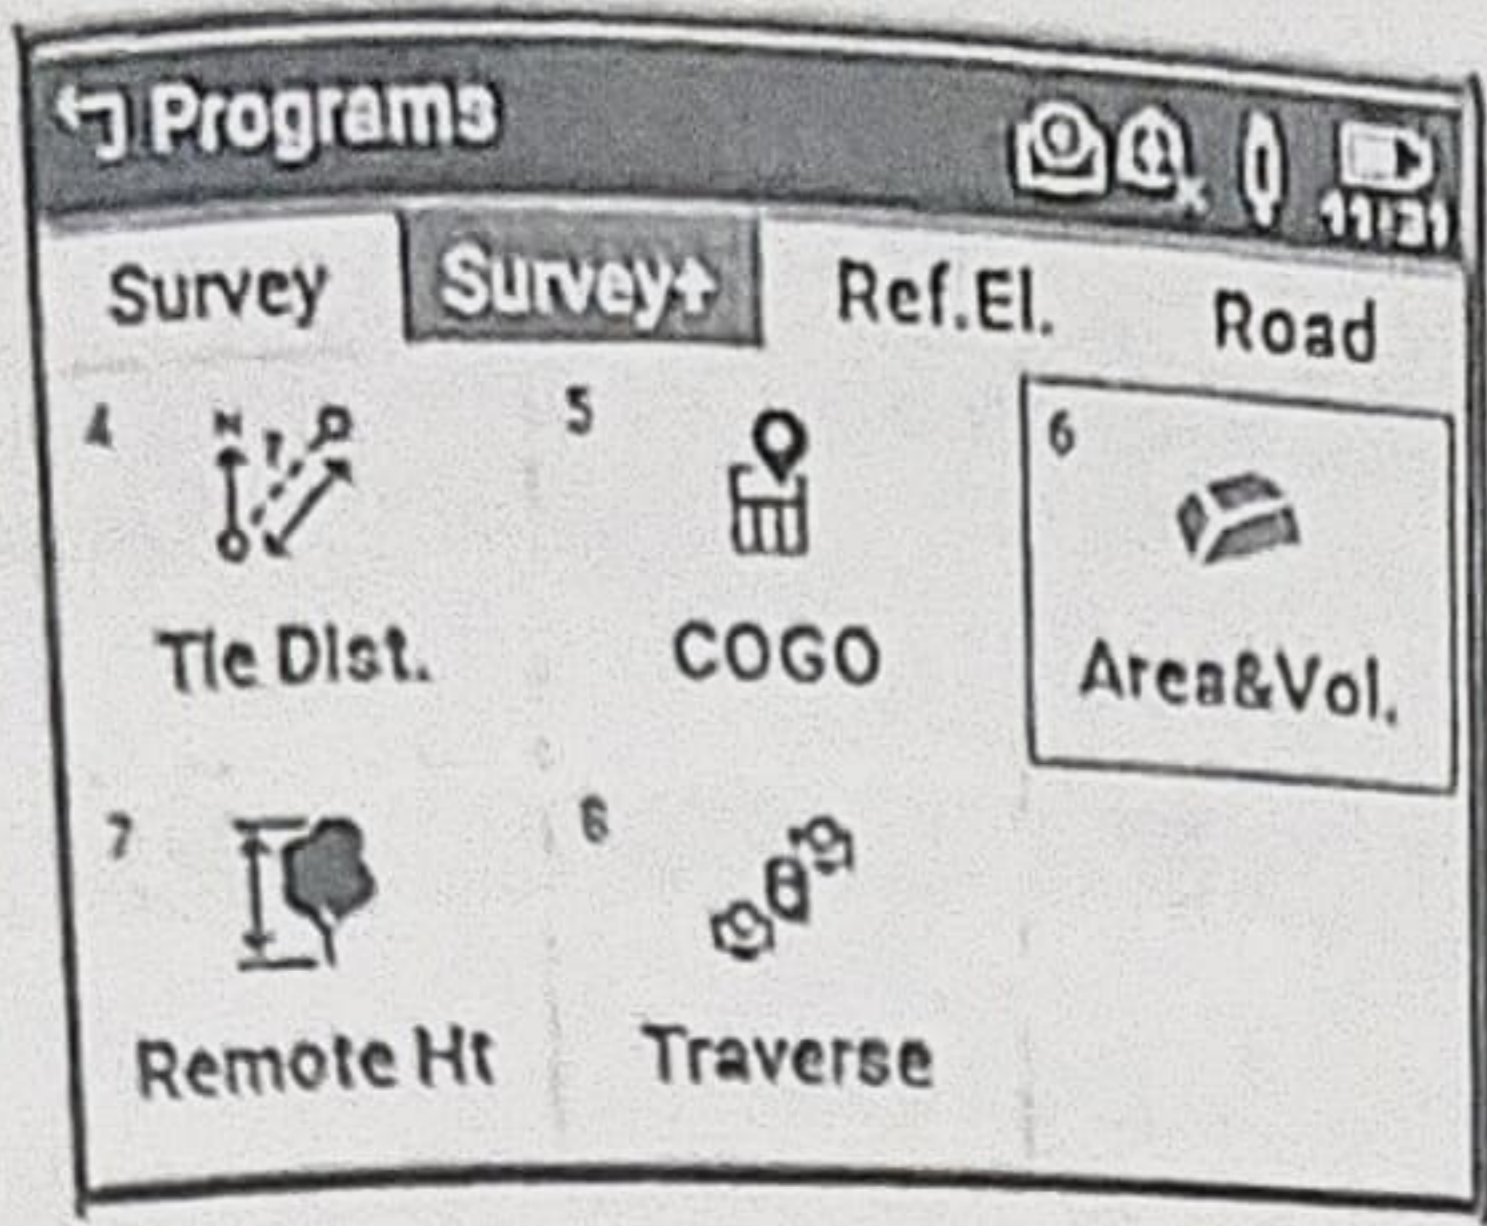 Programs
11:31
Survey Survey+ Ref.El. Road
4 N ? 5 6
Tie Dist. COGO Area&Vol.
7 8
Remote Ht Traverse